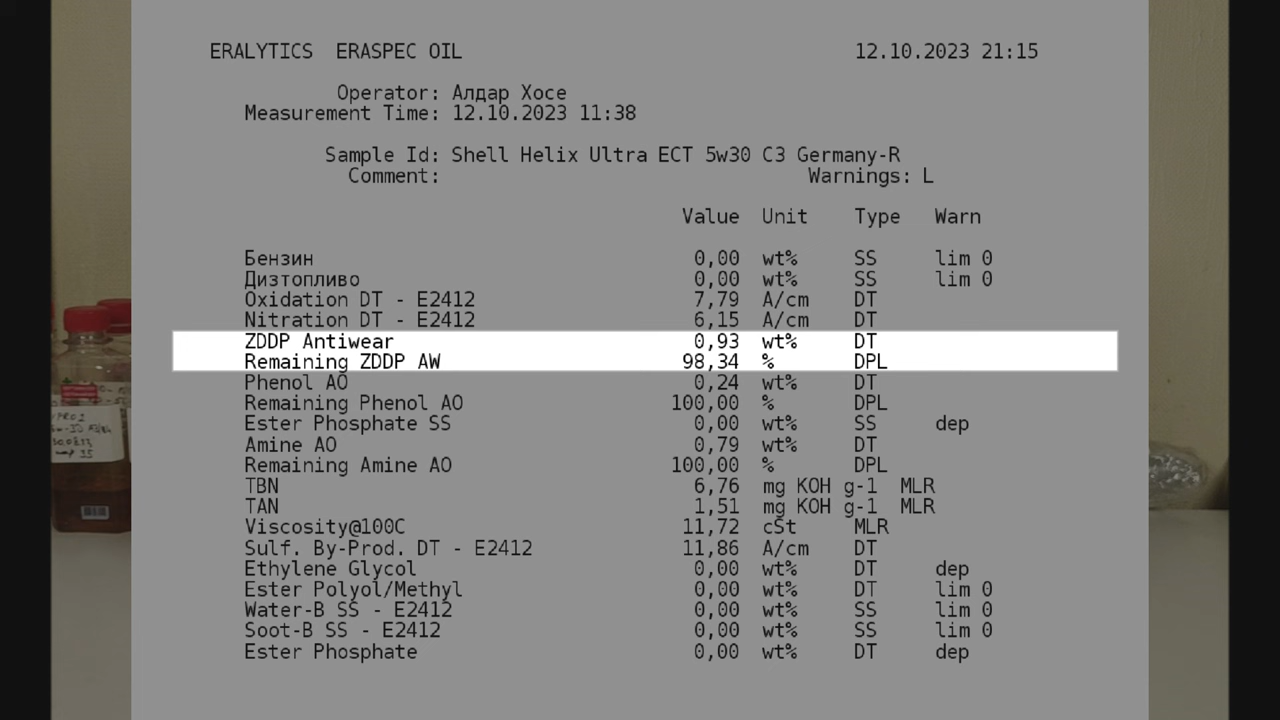 ERALYTICS ERASPEC OIL 12.10.2023 21:15
Operator: Алдар Хосе
Measurement Time: 12.10.2023 11:38
Sample Id: Shell Helix Ultra ECT 5w30 C3 Germany-R
Comment: Warnings: L
Value Unit Type Warn
Бензин 0,00 wt% SS lim 0
Дизтопливо 0,00 wt% SS lim 0
Oxidation DT - E2412 7,79 A/cm DT
Nitration DT - E2412 6,15 A/cm DT
ZDDP Antiwear 0,93 wt% DT
Remaining ZDDP AW 98,34 % DPL
Phenol AO 0,24 wt% DT
Remaining Phenol AO 100,00 % DPL
Ester Phosphate SS 0,00 wt% SS dep
Amine AO 0,79 wt% DT
Remaining Amine AO 100,00 % DPL
TBN 6,76 mg KOH g-1 MLR
TAN 1,51 mg KOH g-1 MLR
Viscosity@100C 11,72 cSt MLR
Sulf. By-Prod. DT - E2412 11,86 A/cm DT
Ethylene Glycol 0,00 wt% DT dep
Ester Polyol/Methyl 0,00 wt% DT lim 0
Water-B SS - E2412 0,00 wt% SS lim 0
Soot-B SS - E2412 0,00 wt% SS lim 0
Ester Phosphate 0,00 wt% DT dep